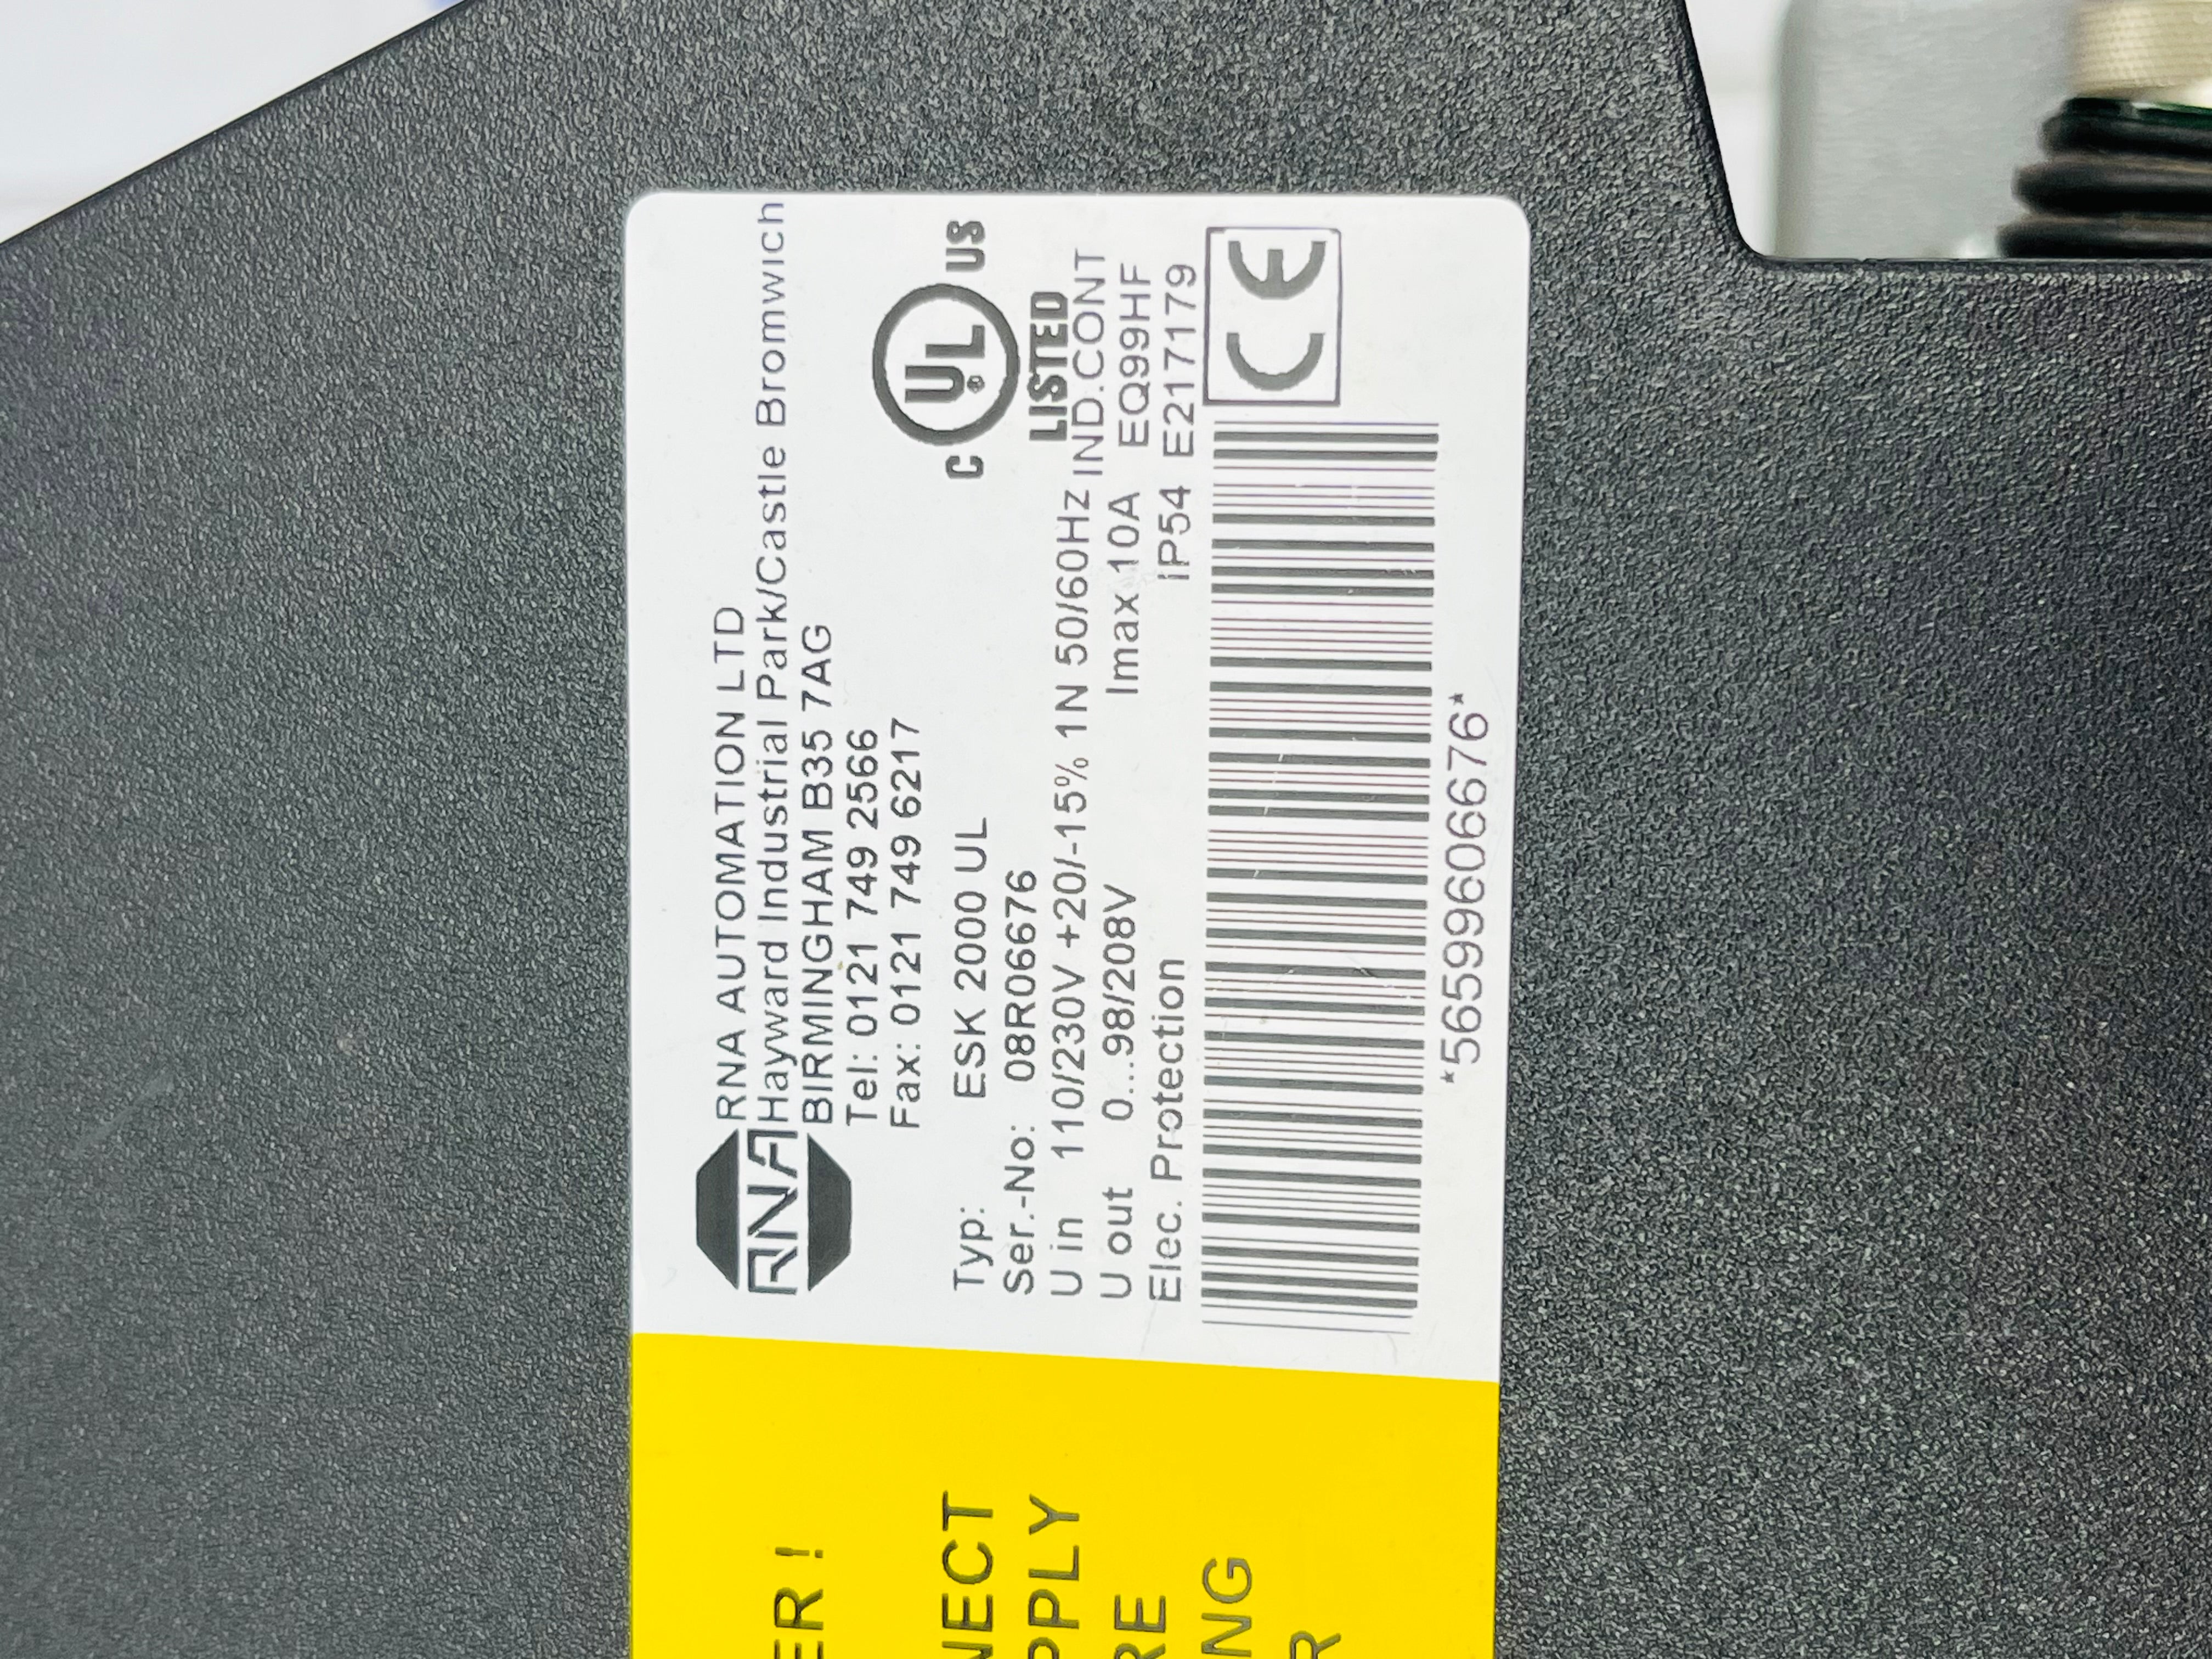 RNA
RNA AUTOMATION LTD
Hayward Industrial Park/Castle Bromwich
BIRMINGHAM B35 7AG
Tel: 0121 749 2566
Fax: 0121 749 6217
C UL US
LISTED
Typ: ESK 2000 UL
Ser.-No: 08R066676
U in 110/230V +20/-15% 1N 50/60Hz IND.CONT
U out 0...98/208V Imax 10A EQ99HF
Elec. Protection IP54 E217179
CE
*56599606676*
ER !
NECT
PPLY
RE
NG
R